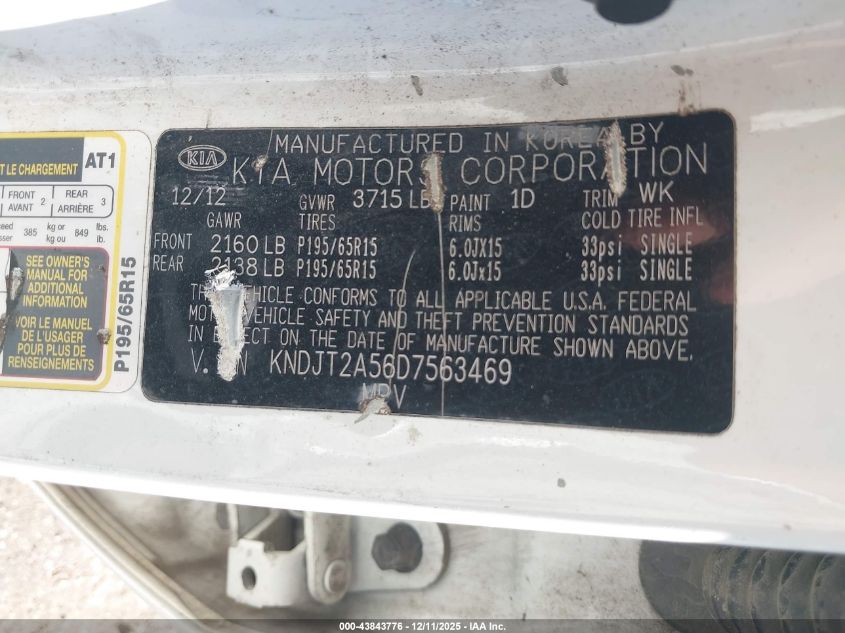 T LE CHARGEMENT
AT1
FRONT
AVANT 2
REAR
ARRIÈRE 3
385 kg or
kg ou 849 lbs.
lb.
SEE OWNER'S
MANUAL FOR
ADDITIONAL
INFORMATION
VOIR LE MANUEL
DE L'USAGER
POUR PLUS DE
RENSEIGNEMENTS
P195/65R15
KIA
MANUFACTURED IN KOREA BY
KIA MOTORS CORPORATION
12/12 GVWR 3715 LB PAINT 1D TRIM WK
GAWR TIRES RIMS COLD TIRE INFL
FRONT 2160 LB P195/65R15 6.0JX15 33psi SINGLE
REAR 2138 LB P195/65R15 6.0Jx15 33psi SINGLE
VEHICLE CONFORMS TO ALL APPLICABLE U.S.A. FEDERAL
VEHICLE SAFETY AND THEFT PREVENTION STANDARDS
IN EFFECT ON THE DATE OF MANUFACTURE SHOWN ABOVE.
KNDJT2A56D7563469
MPV
000-43843776 - 12/11/2025 - IAA Inc.